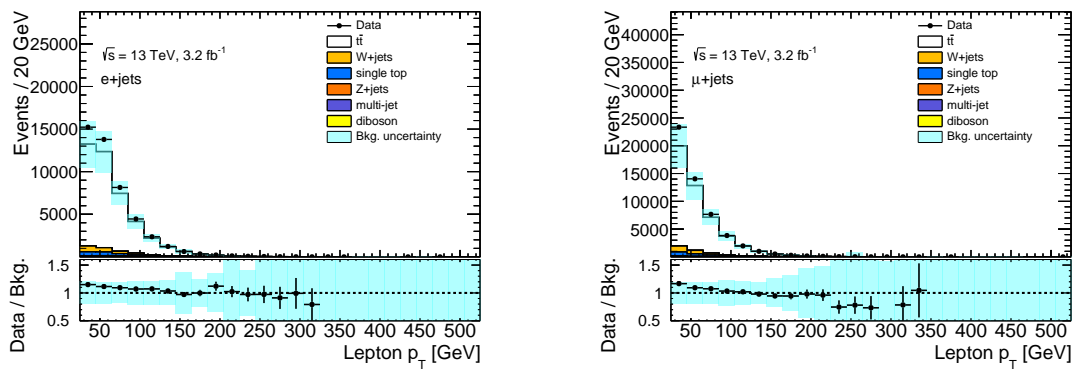 Events / 20 GeV
25000
20000
15000
10000
5000
√s = 13 TeV, 3.2 fb⁻¹
e+jets
Data
tt̄
W+jets
single top
Z+jets
multi-jet
diboson
Bkg. uncertainty
Data / Bkg.
1.5
1
0.5
50 100 150 200 250 300 350 400 450 500
Lepton p_T [GeV]
Events / 20 GeV
40000
35000
30000
25000
20000
15000
10000
5000
√s = 13 TeV, 3.2 fb⁻¹
μ+jets
Data
tt̄
W+jets
single top
Z+jets
multi-jet
diboson
Bkg. uncertainty
Data / Bkg.
1.5
1
0.5
50 100 150 200 250 300 350 400 450 500
Lepton p_T [GeV]